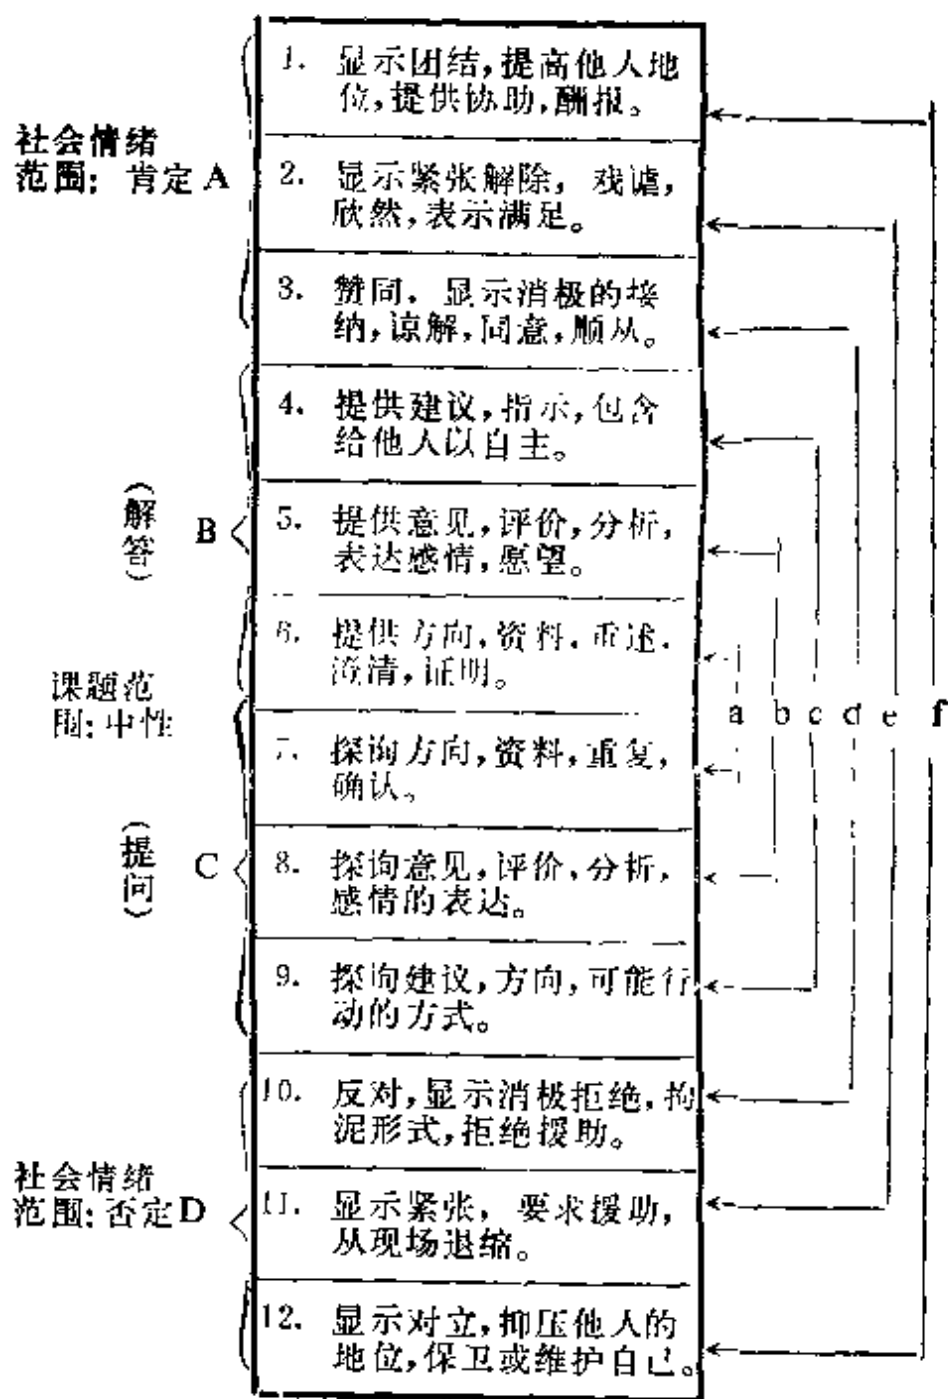 1. 显示团结,提高他人地
位,提供协助,酬报。
社会情绪
范围: 肯定 A
2. 显示紧张解除, 戏谑,
欣然,表示满足。
3. 赞同, 显示消极的接
纳,谅解,同意,顺从。
4. 提供建议,指示,包含
给他人以自主。
(解答) B
5. 提供意见,评价,分析,
表达感情,愿望。
6. 提供方向,资料,重述,
澄清,证明。
课题范
围: 中性
a b c d e f
7. 探询方向,资料,重复,
确认。
(提问) C
8. 探询意见,评价,分析,
感情的表达。
9. 探询建议,方向,可能行
动的方式。
10. 反对,显示消极拒绝,拘
泥形式,拒绝援助。
社会情绪
范围: 否定 D
11. 显示紧张, 要求援助,
从现场退缩。
12. 显示对立,抑压他人的
地位,保卫或维护自己。